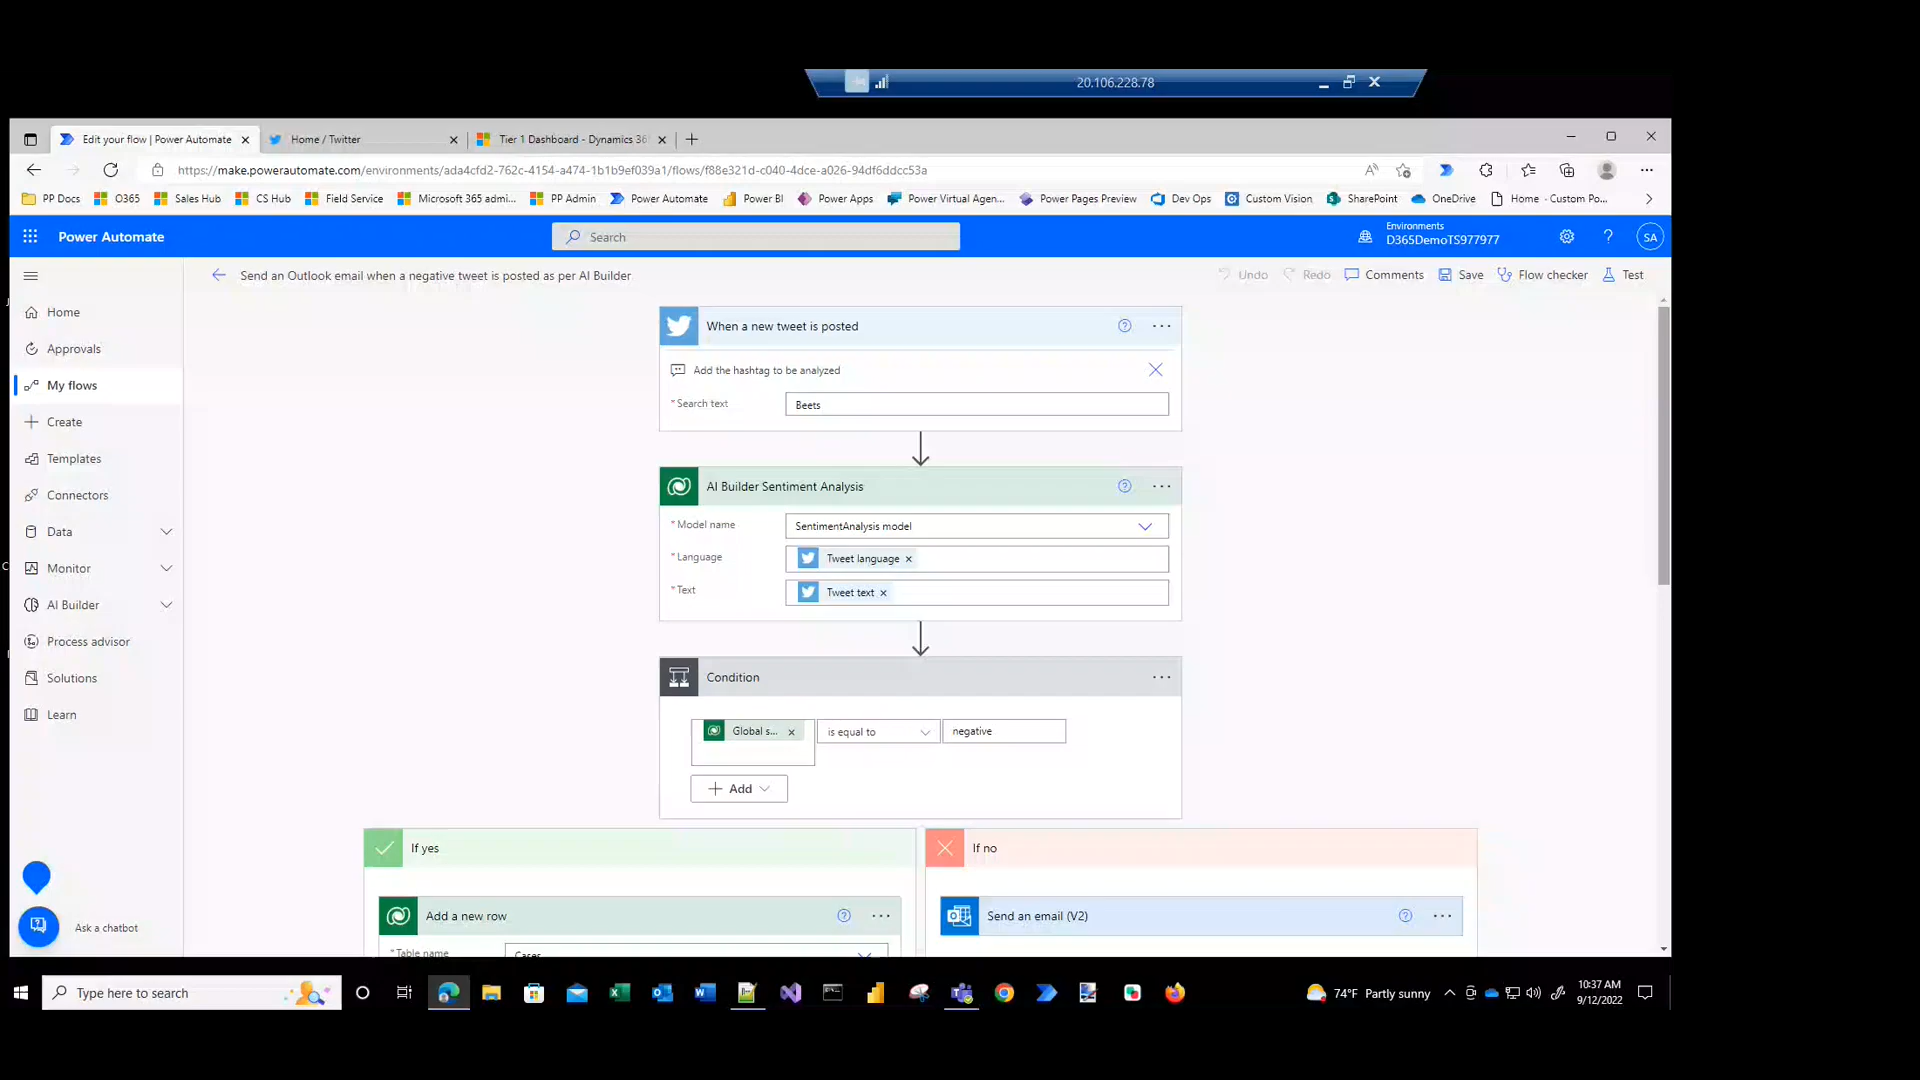 20.106.228.78
Edit your flow | Power Automate
Home / Twitter
Tier 1 Dashboard - Dynamics 36
https://make.powerautomate.com/environments/ada4cfd2-762c-4154-a474-1b1b9ef039a1/flows/f88e321d-c040-4dce-a026-94df6ddcc53a
PP Docs O365 Sales Hub CS Hub Field Service Microsoft 365 admi... PP Admin Power Automate Power BI Power Apps Power Virtual Agen... Power Pages Preview Dev Ops Custom Vision SharePoint OneDrive Home - Custom Po...
Power Automate
Search
Environments
D365DemoTS977977
SA
Send an Outlook email when a negative tweet is posted as per AI Builder
Undo Redo Comments Save Flow checker Test
Home
Approvals
My flows
Create
Templates
Connectors
Data
Monitor
AI Builder
Process advisor
Solutions
Learn
Ask a chatbot
When a new tweet is posted
Add the hashtag to be analyzed
*Search text
Beets
AI Builder Sentiment Analysis
*Model name
SentimentAnalysis model
*Language
Tweet language
*Text
Tweet text
Condition
Global s...
is equal to
negative
Add
If yes
If no
Add a new row
Send an email (V2)
*Table name
Cases
Type here to search
74°F Partly sunny
10:37 AM
9/12/2022